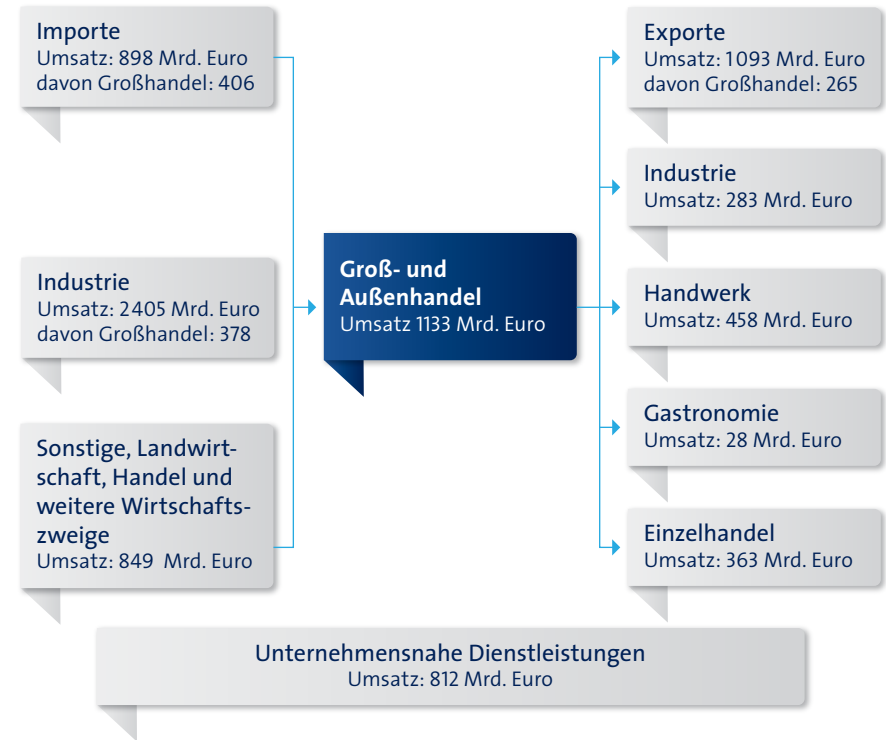 Importe
Umsatz: 898 Mrd. Euro
davon Großhandel: 406
Industrie
Umsatz: 2405 Mrd. Euro
davon Großhandel: 378
Sonstige, Landwirt-
schaft, Handel und
weitere Wirtschafts-
zweige
Umsatz: 849 Mrd. Euro
Groß- und
Außenhandel
Umsatz 1133 Mrd. Euro
Exporte
Umsatz: 1093 Mrd. Euro
davon Großhandel: 265
Industrie
Umsatz: 283 Mrd. Euro
Handwerk
Umsatz: 458 Mrd. Euro
Gastronomie
Umsatz: 28 Mrd. Euro
Einzelhandel
Umsatz: 363 Mrd. Euro
Unternehmensnahe Dienstleistungen
Umsatz: 812 Mrd. Euro